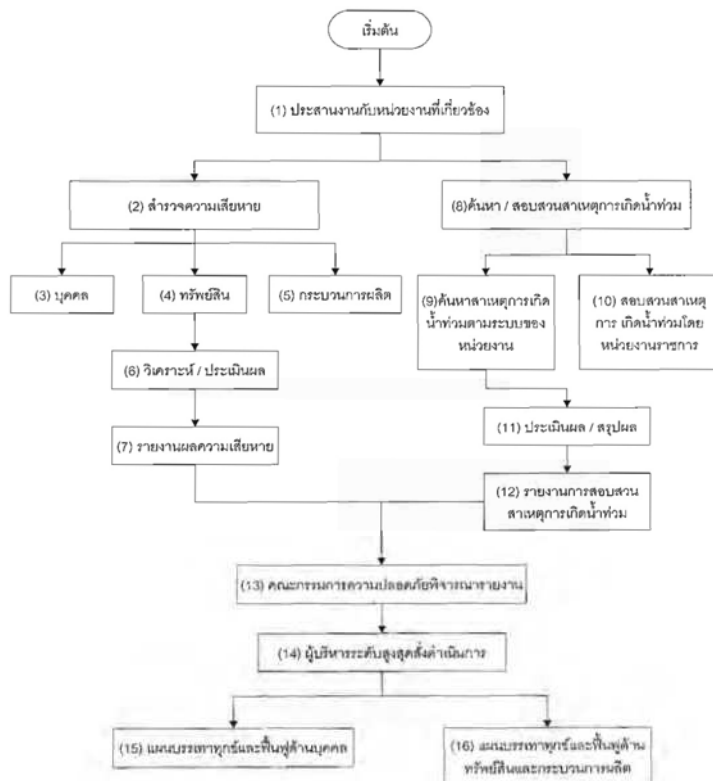 เริ่มต้น
(1) ประสานงานกับหน่วยงานที่เกี่ยวข้อง
(2) สำรวจความเสียหาย
(8)ค้นหา / สอบสวนสาเหตุการเกิดน้ำท่วม
(3) บุคคล
(4) ทรัพย์สิน
(5) กระบวนการผลิต
(9)ค้นหาสาเหตุการเกิด
น้ำท่วมตามระบบของ
หน่วยงาน
(10) สอบสวนสาเหตุ
การ เกิดน้ำท่วมโดย
หน่วยงานราชการ
(6) วิเคราะห์ / ประเมินผล
(11) ประเมินผล / สรุปผล
(7) รายงานผลความเสียหาย
(12) รายงานการสอบสวน
สาเหตุการเกิดน้ำท่วม
(13) คณะกรรมการความปลอดภัยพิจารณารายงาน
(14) ผู้บริหารระดับสูงสุดสั่งดำเนินการ
(15) แผนบรรเทาทุกข์และฟื้นฟูด้านบุคคล
(16) แผนบรรเทาทุกข์และฟื้นฟูด้าน
ทรัพย์สินและกระบวนการผลิต